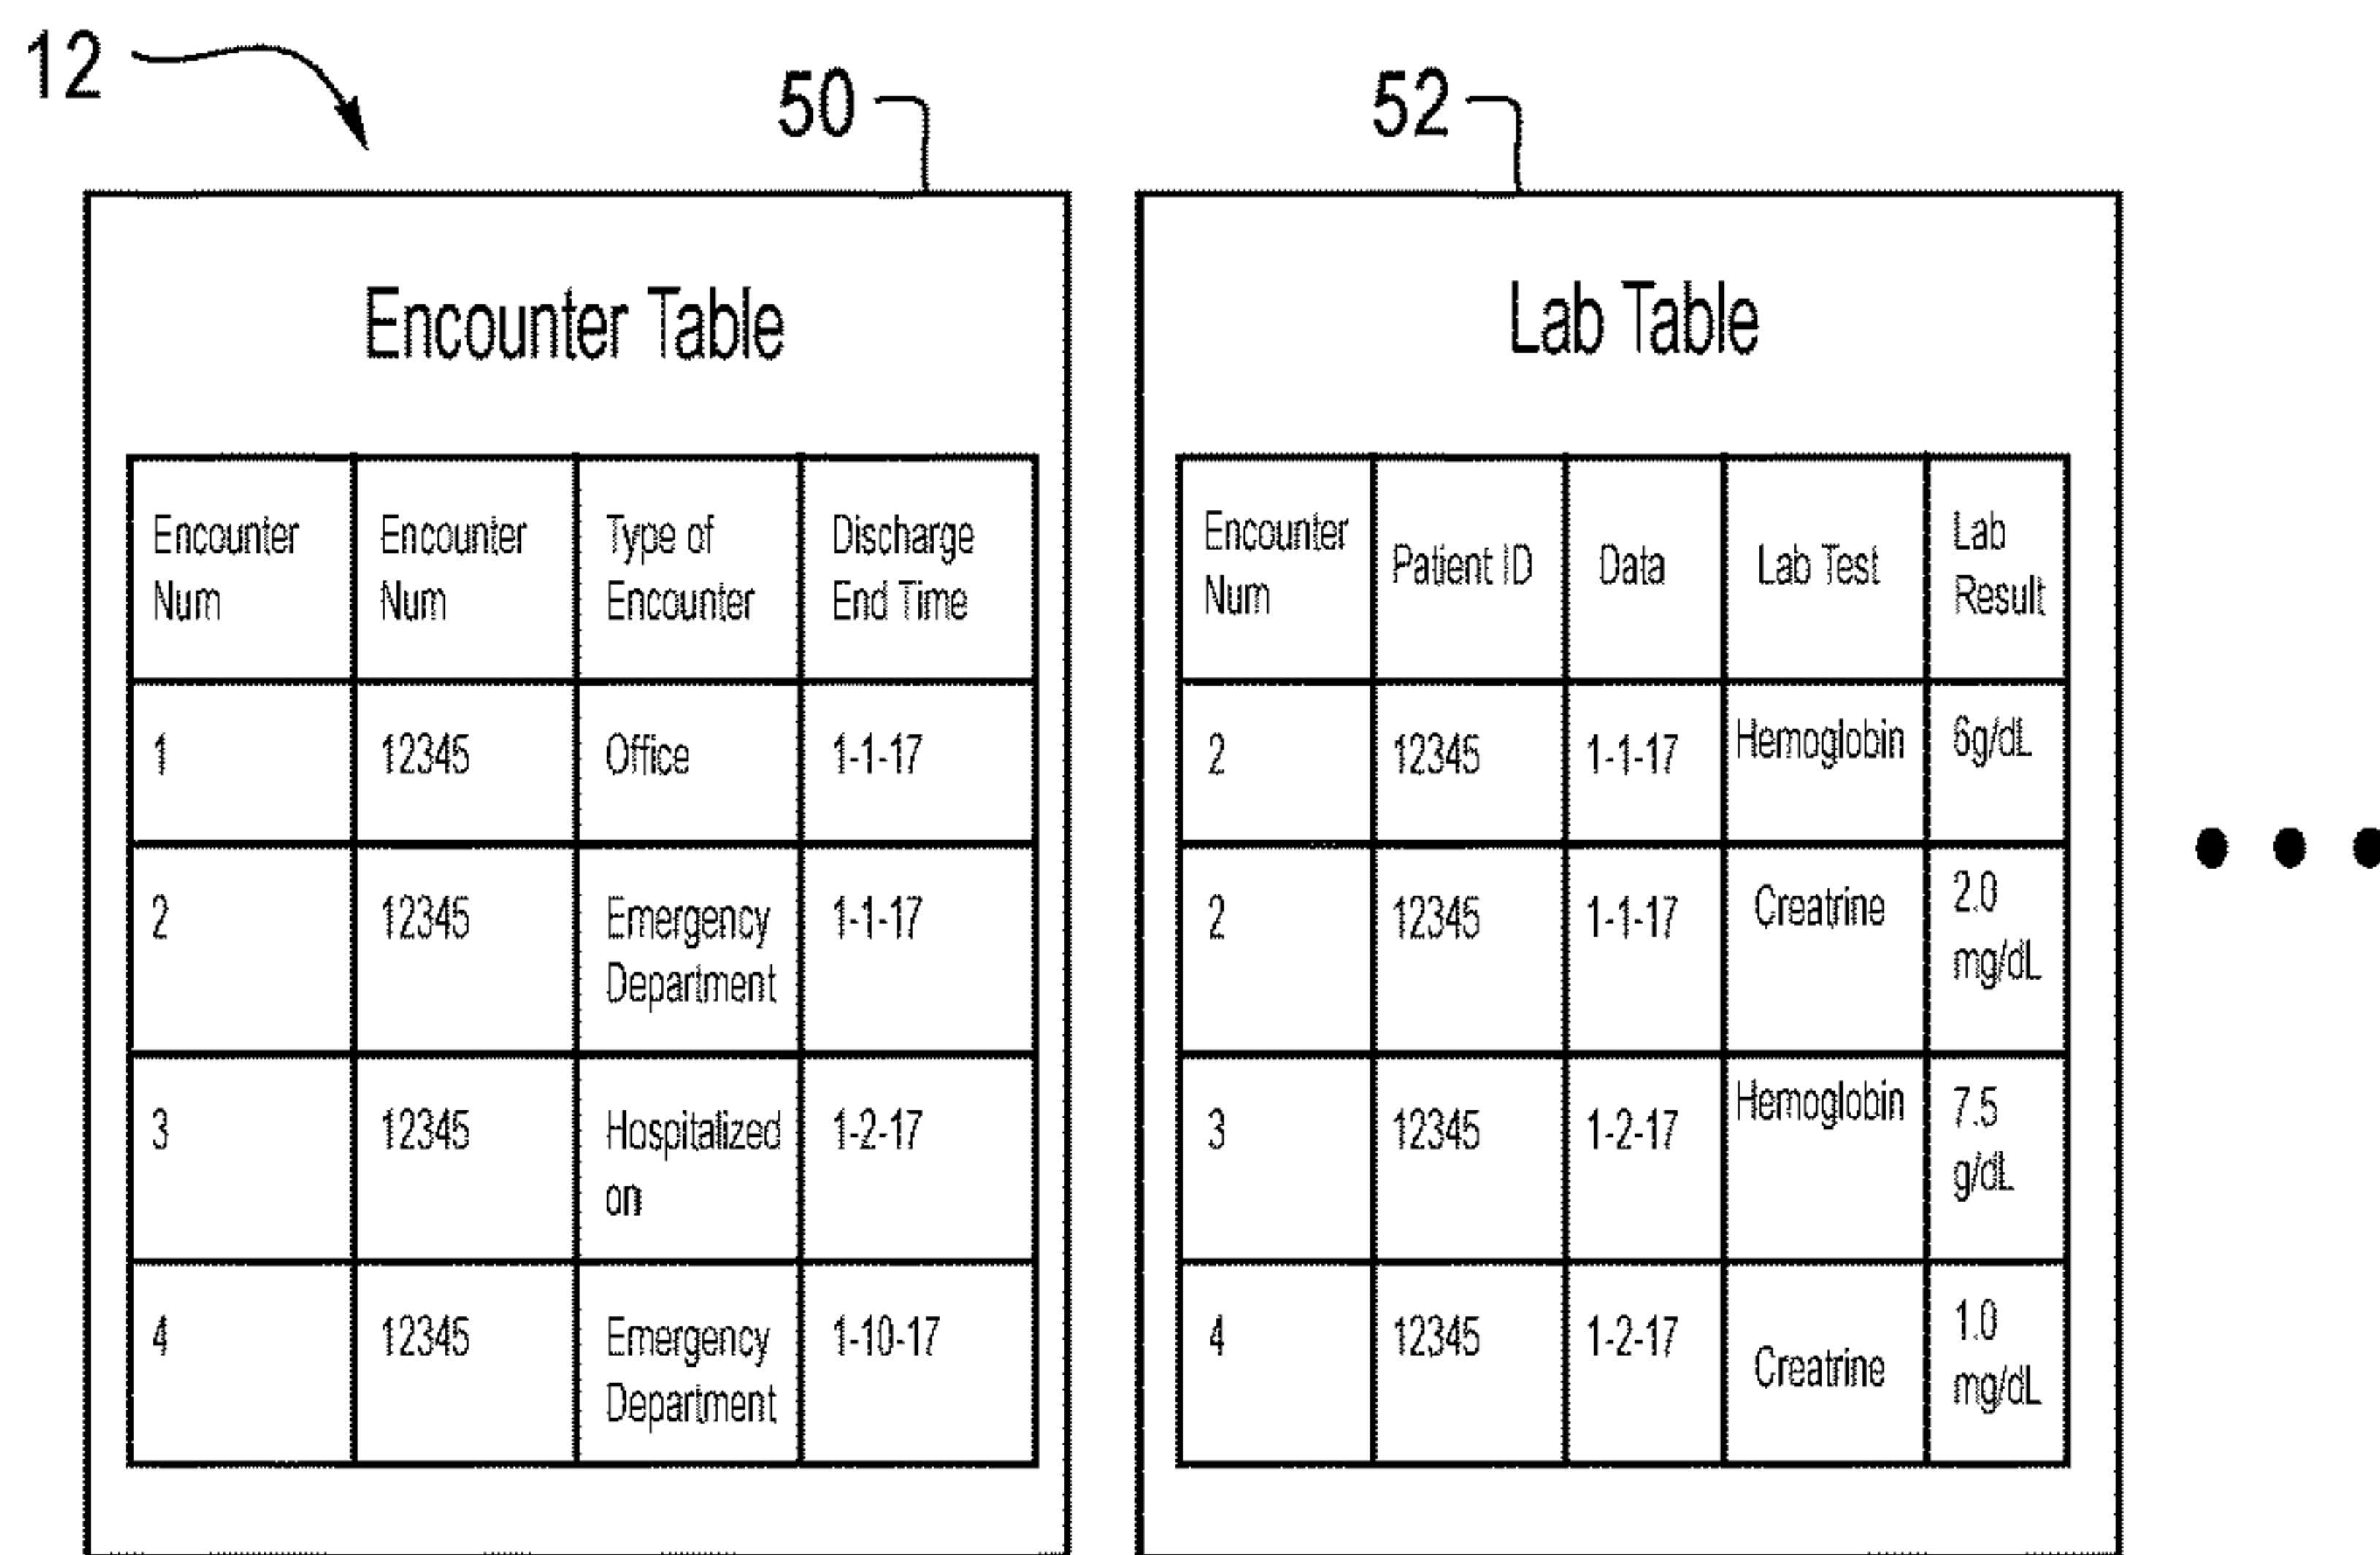 12
50
52
Encounter Table
Encounter
Num
Encounter
Num
Type of
Encounter
Discharge
End Time
1
12345
Office
1-1-17
2
12345
Emergency
Department
1-1-17
3
12345
Hospitalized
on
1-2-17
4
12345
Emergency
Department
1-10-17
Lab Table
Encounter
Num
Patient ID
Data
Lab Test
Lab
Result
2
12345
1-1-17
Hemoglobin
6g/dL
2
12345
1-1-17
Creatrine
2.0
mg/dL
3
12345
1-2-17
Hemoglobin
7.5
g/dL
4
12345
1-2-17
Creatrine
1.0
mg/dL